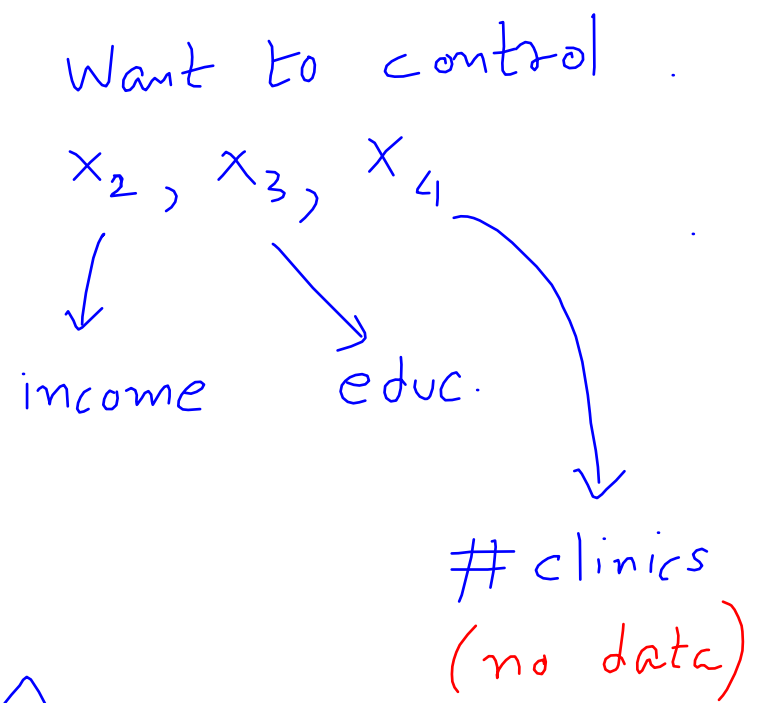 Want to control.
X2, X3, X4
income educ.
# clinics
(no data)